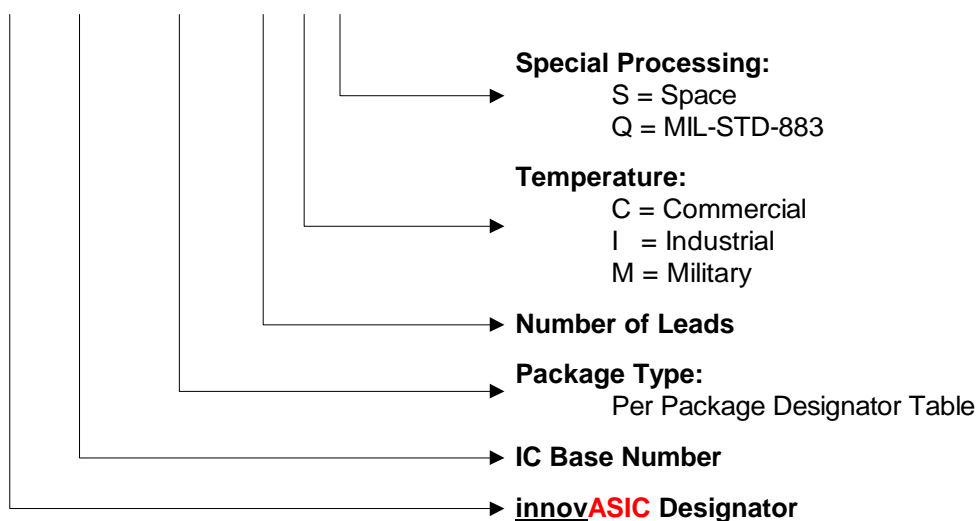 Special Processing:
S = Space
Q = MIL-STD-883
Temperature:
C = Commercial
I = Industrial
M = Military
Number of Leads
Package Type:
Per Package Designator Table
IC Base Number
innovASIC Designator